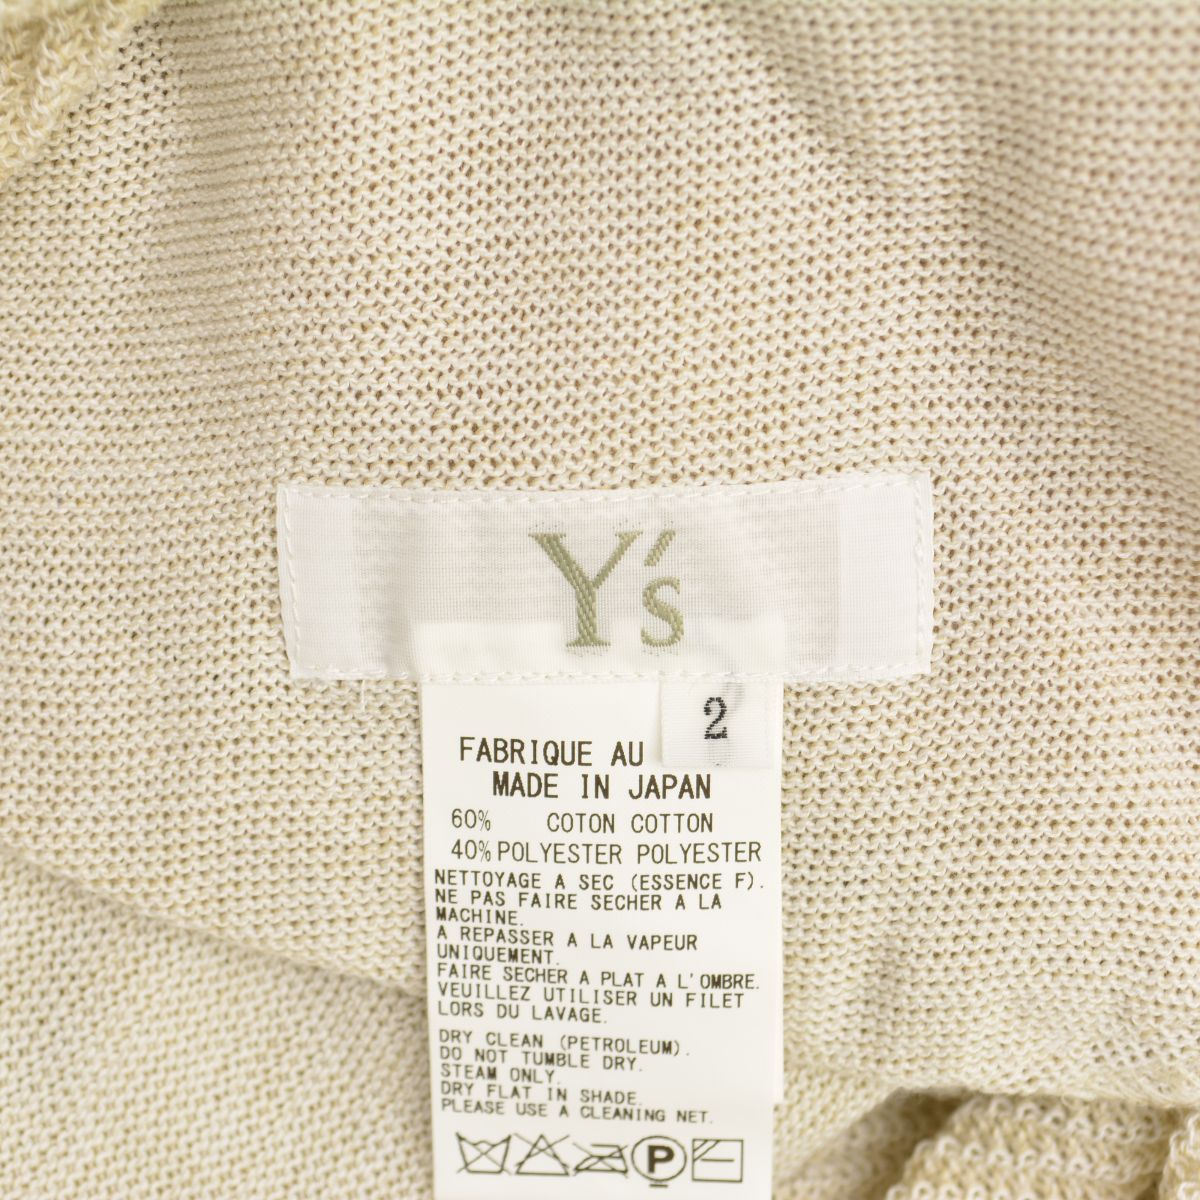 Y's
2
FABRIQUE AU
MADE IN JAPAN
60% COTON COTTON
40% POLYESTER POLYESTER
NETTOYAGE A SEC (ESSENCE F).
NE PAS FAIRE SECHER A LA
MACHINE.
A REPASSER A LA VAPEUR
UNIQUEMENT.
FAIRE SECHER A PLAT A L'OMBRE.
VEUILLEZ UTILISER UN FILET
LORS DU LAVAGE.
DRY CLEAN (PETROLEUM).
DO NOT TUMBLE DRY.
STEAM ONLY.
DRY FLAT IN SHADE.
PLEASE USE A CLEANING NET.
P